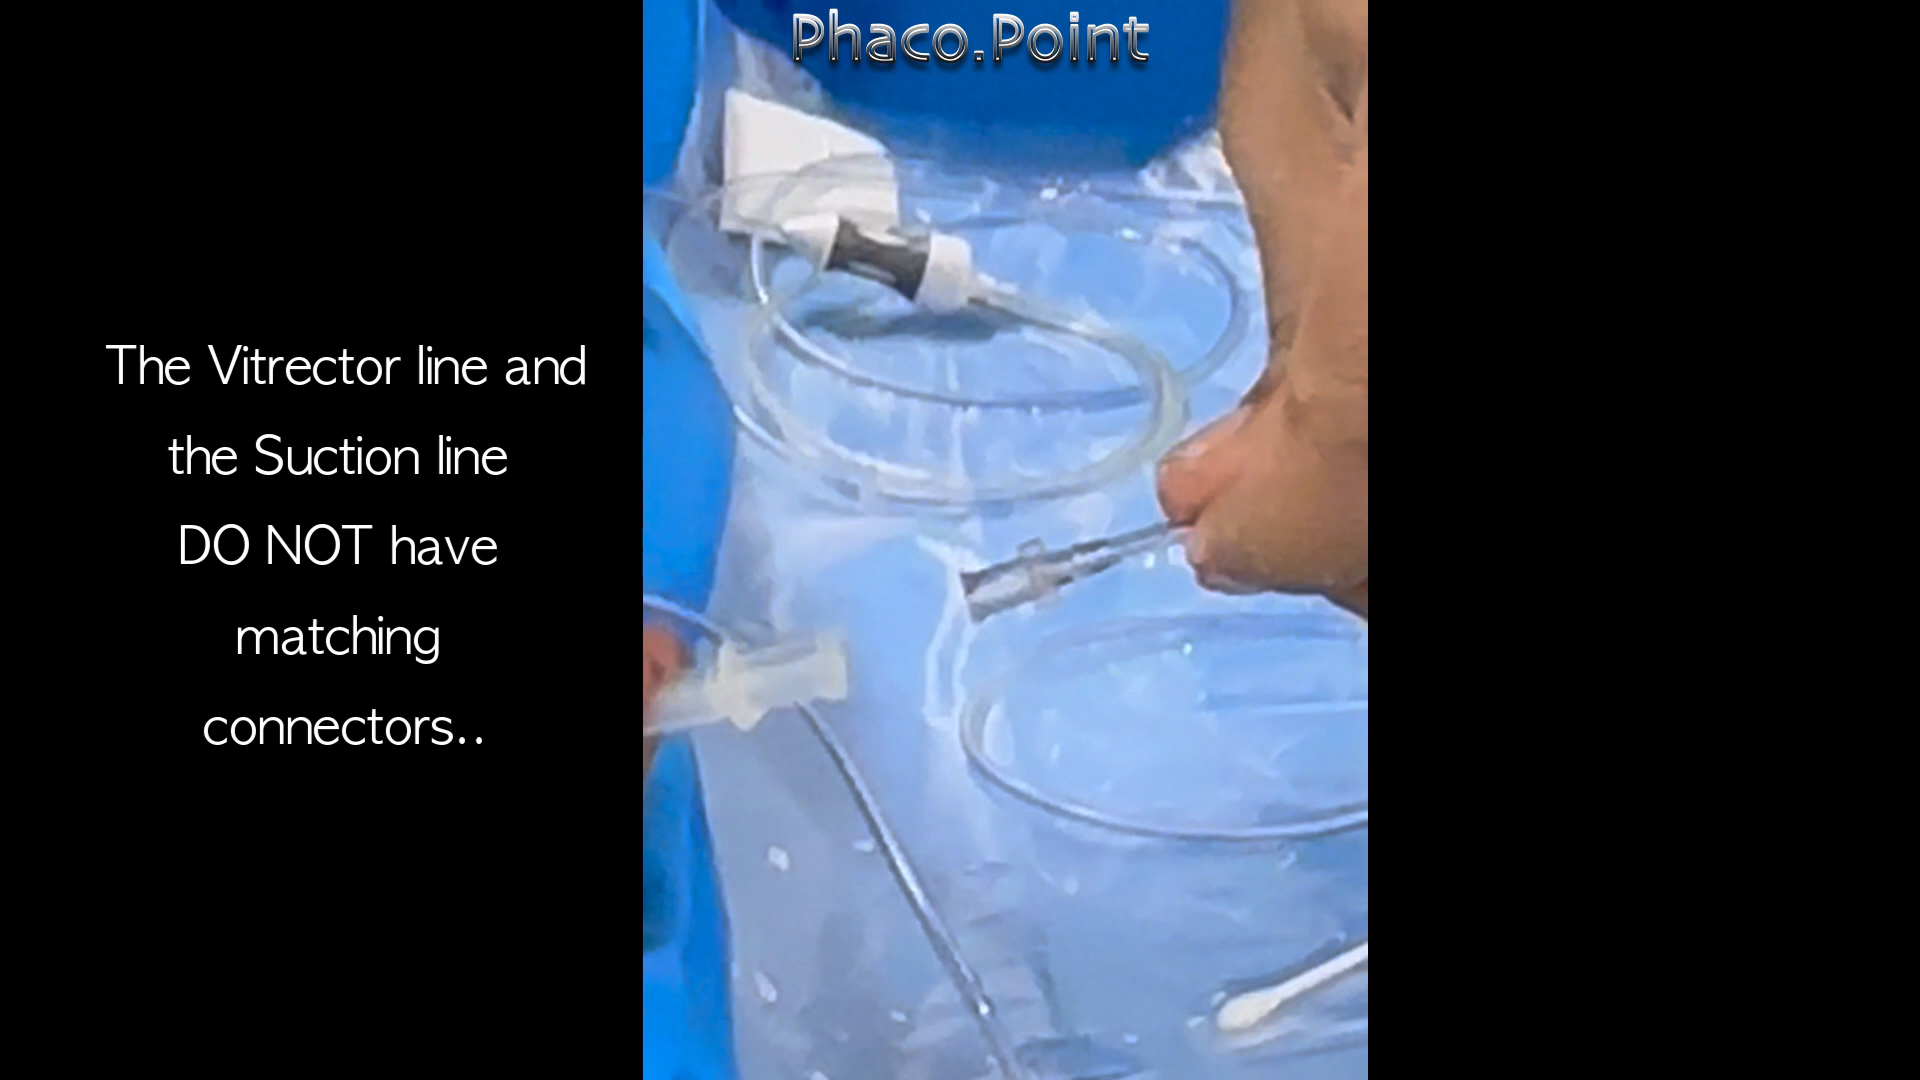 Phaco.Point
The Vitrector line and
the Suction line
DO NOT have
matching
connectors..